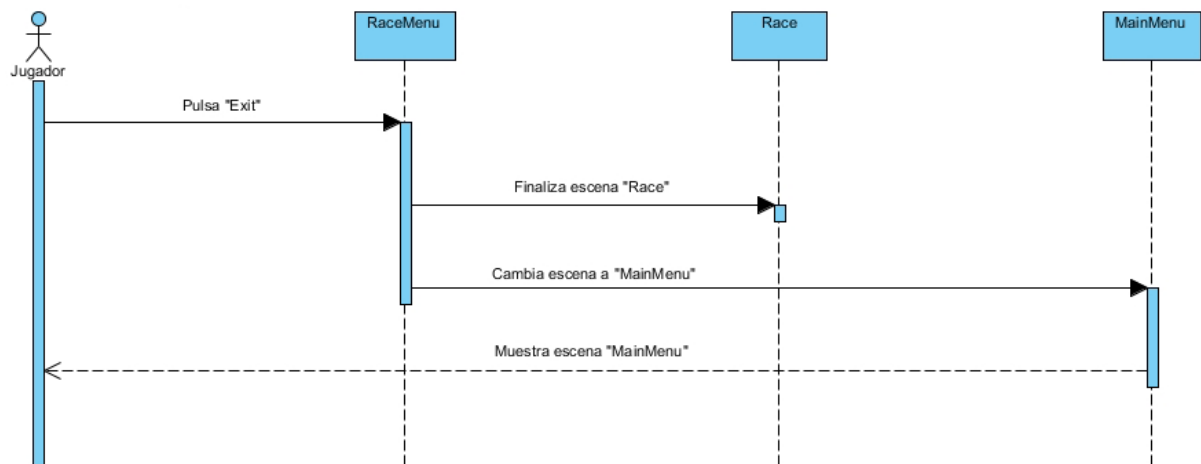 RaceMenu
Race
MainMenu
Jugador
Pulsa "Exit"
Finaliza escena "Race"
Cambia escena a "MainMenu"
Muestra escena "MainMenu"